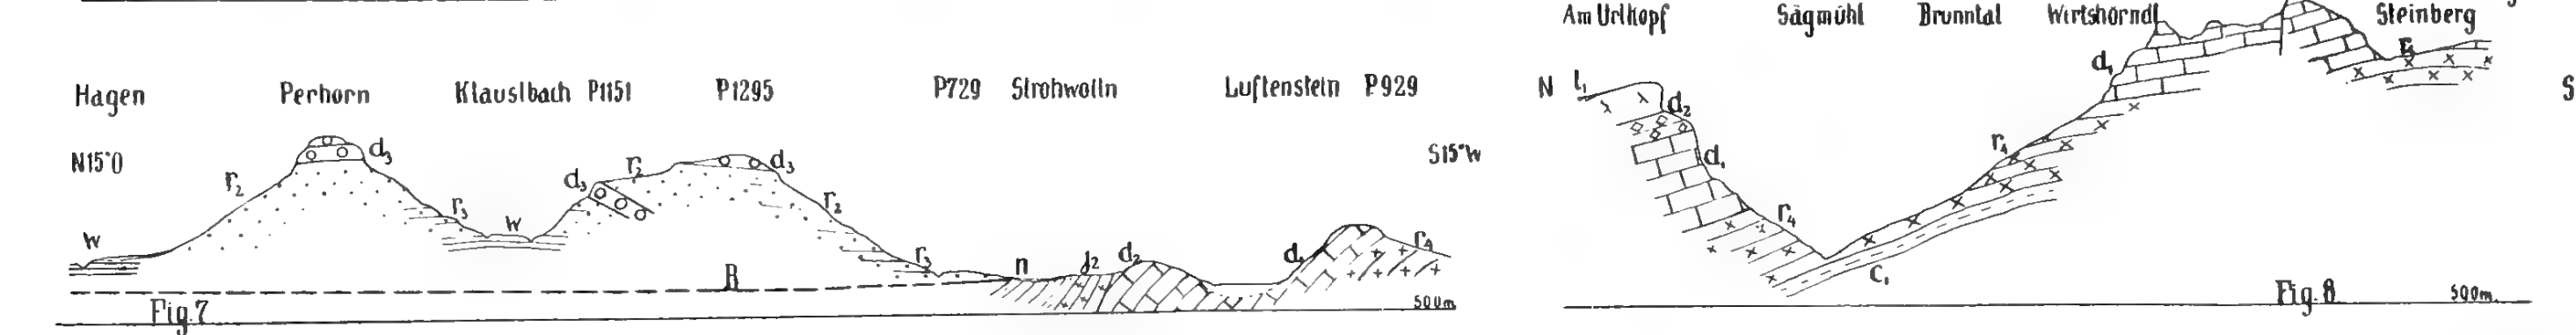 Hagen Perhorn Klauslbach P1151 P1295 P729 Strohwolln Luftenstein P.929
N15°O S15°W
d₃ r₂ d₃ r₂ d₃
r₂ r₃ w
w r₃ n j₂ d₂ d₁ r₄
R
Fig.7 500m
Am Urlkopf Sägmühl Brunntal Wirtshörndl Steinberg
N l₁ d₂ d₁ S
d₁ r₄ r₄
C₁
Fig.8 500m.